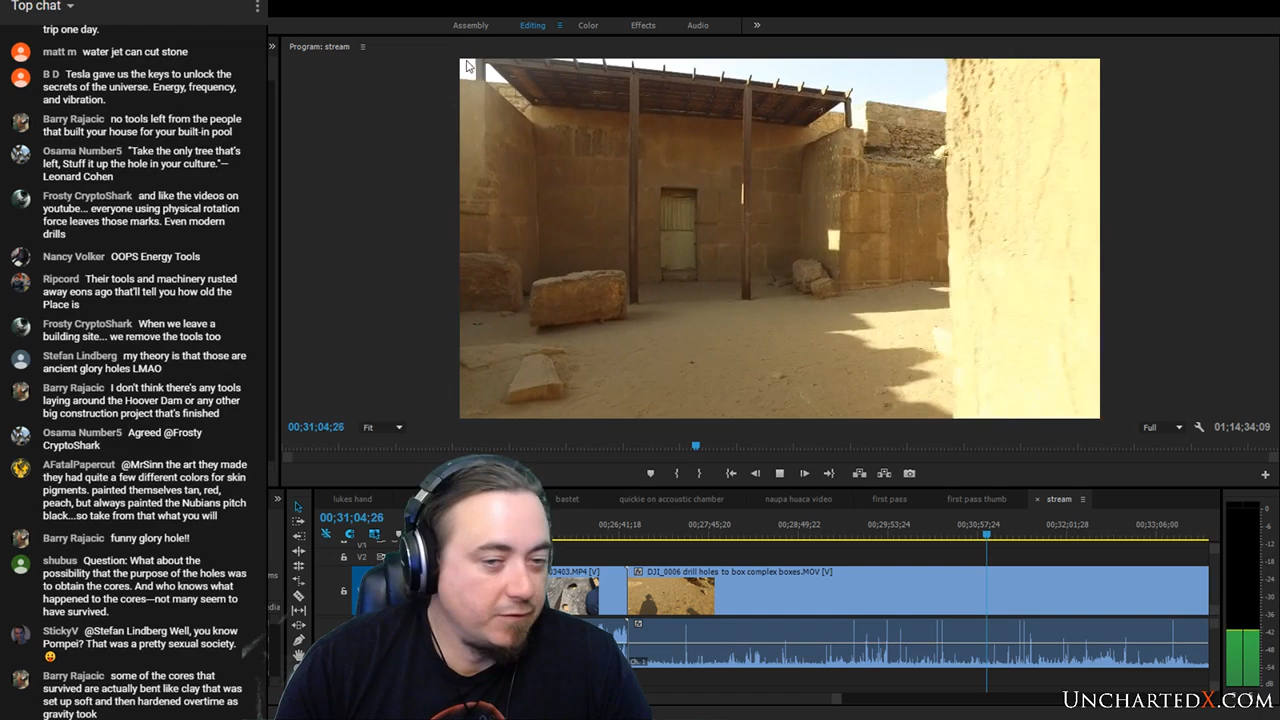 Top chat
trip one day.
matt m water jet can cut stone
B D Tesla gave us the keys to unlock the
secrets of the universe. Energy, frequency,
and vibration.
Barry Rajacic no tools left from the people
that built your house for your built-in pool
Osama Number5 "Take the only tree that's
left, Stuff it up the hole in your culture."—
Leonard Cohen
Frosty CryptoShark and like the videos on
youtube... everyone using physical rotation
force leaves those marks. Even modern
drills
Nancy Volker OOPS Energy Tools
Ripcord Their tools and machinery rusted
away eons ago that'll tell you how old the
Place is
Frosty CryptoShark When we leave a
building site... we remove the tools too
Stefan Lindberg my theory is that those are
ancient glory holes LMAO
Barry Rajacic I don't think there's any tools
laying around the Hoover Dam or any other
big construction project that's finished
Osama Number5 Agreed @Frosty
CryptoShark
AFatalPapercut @MrSinn the art they made
they had quite a few different colors for skin
pigments. painted themselves tan, red,
peach, but always painted the Nubians pitch
black...so take from that what you will
Barry Rajacic funny glory hole!!
shubus Question: What about the
possibility that the purpose of the holes was
to obtain the cores. And who knows what
happened to the cores—not many seem to
have survived.
StickyV @Stefan Lindberg Well, you know
Pompei? That was a pretty sexual society.
Barry Rajacic some of the cores that
survived are actually bent like clay that was
set up soft and then hardened overtime as
gravity took
Assembly Editing Color Effects Audio
Program: stream
00;31;04;26 Fit Full 01;14;34;09
lukes hand bastet quickie on accoustic chamber naupa huaca video first pass first pass thumb × stream
00;31;04;26
00;26;41;18 00;27;45;20 00;28;49;22 00;29;53;24 00;30;57;24 00;32;01;28 00;33;06;00
V2
03403.MP4 [V] DJI_0006 drill holes to box complex boxes.MOV [V]
0
-6
-12
-18
-24
-30
-36
-42
-48
-54
dB
UnchartedX.com